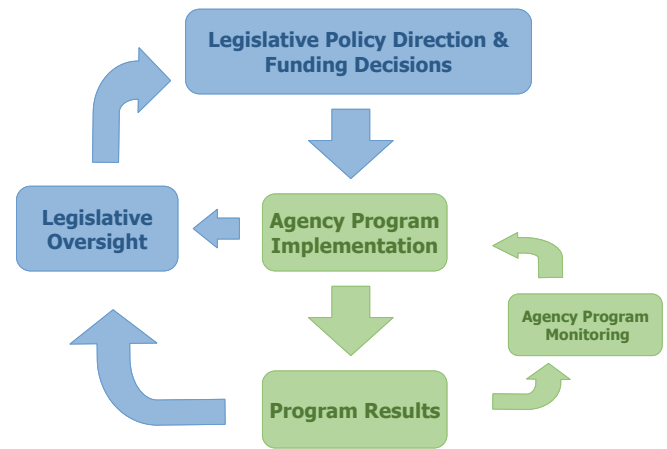 Legislative Policy Direction &
Funding Decisions
Legislative
Oversight
Agency Program
Implementation
Agency Program
Monitoring
Program Results